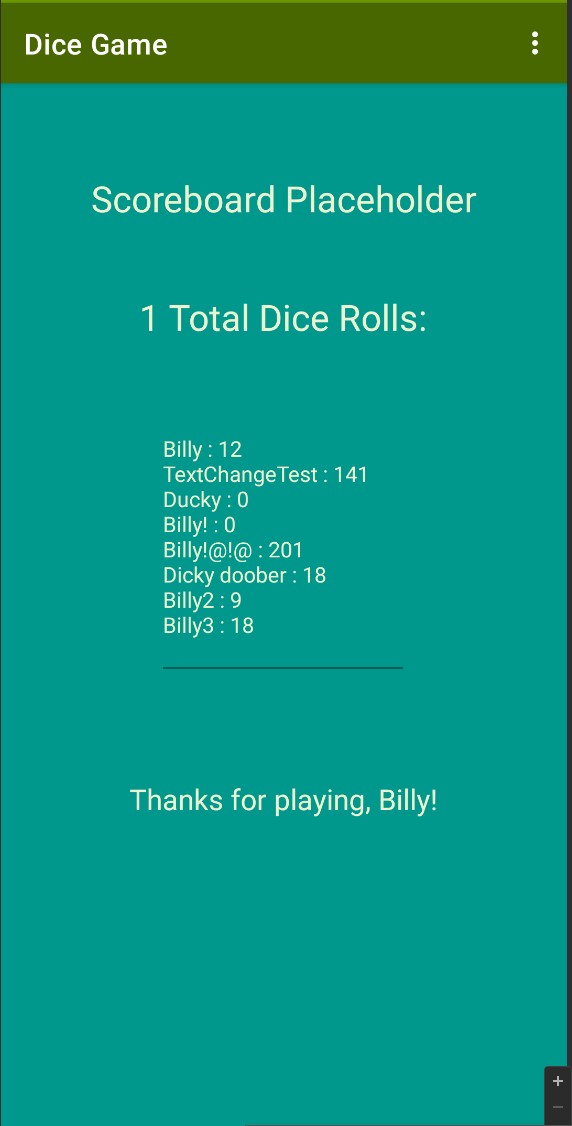 Dice Game
Scoreboard Placeholder
1 Total Dice Rolls:
Billy : 12
TextChangeTest : 141
Ducky : 0
Billy! : 0
Billy!@!@ : 201
Dicky doober : 18
Billy2 : 9
Billy3 : 18
Thanks for playing, Billy!